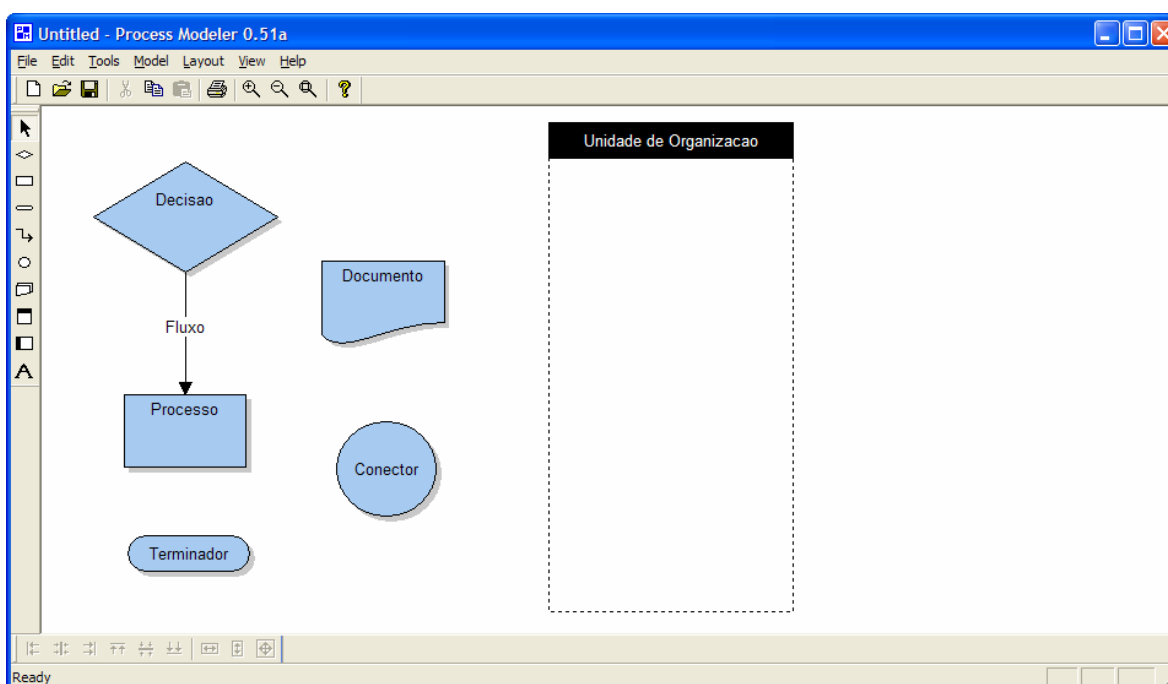 Untitled - Process Modeler 0.51a
File Edit Tools Model Layout View Help
Unidade de Organizacao
Decisao
Documento
Fluxo
Processo
Conector
Terminador
A
Ready